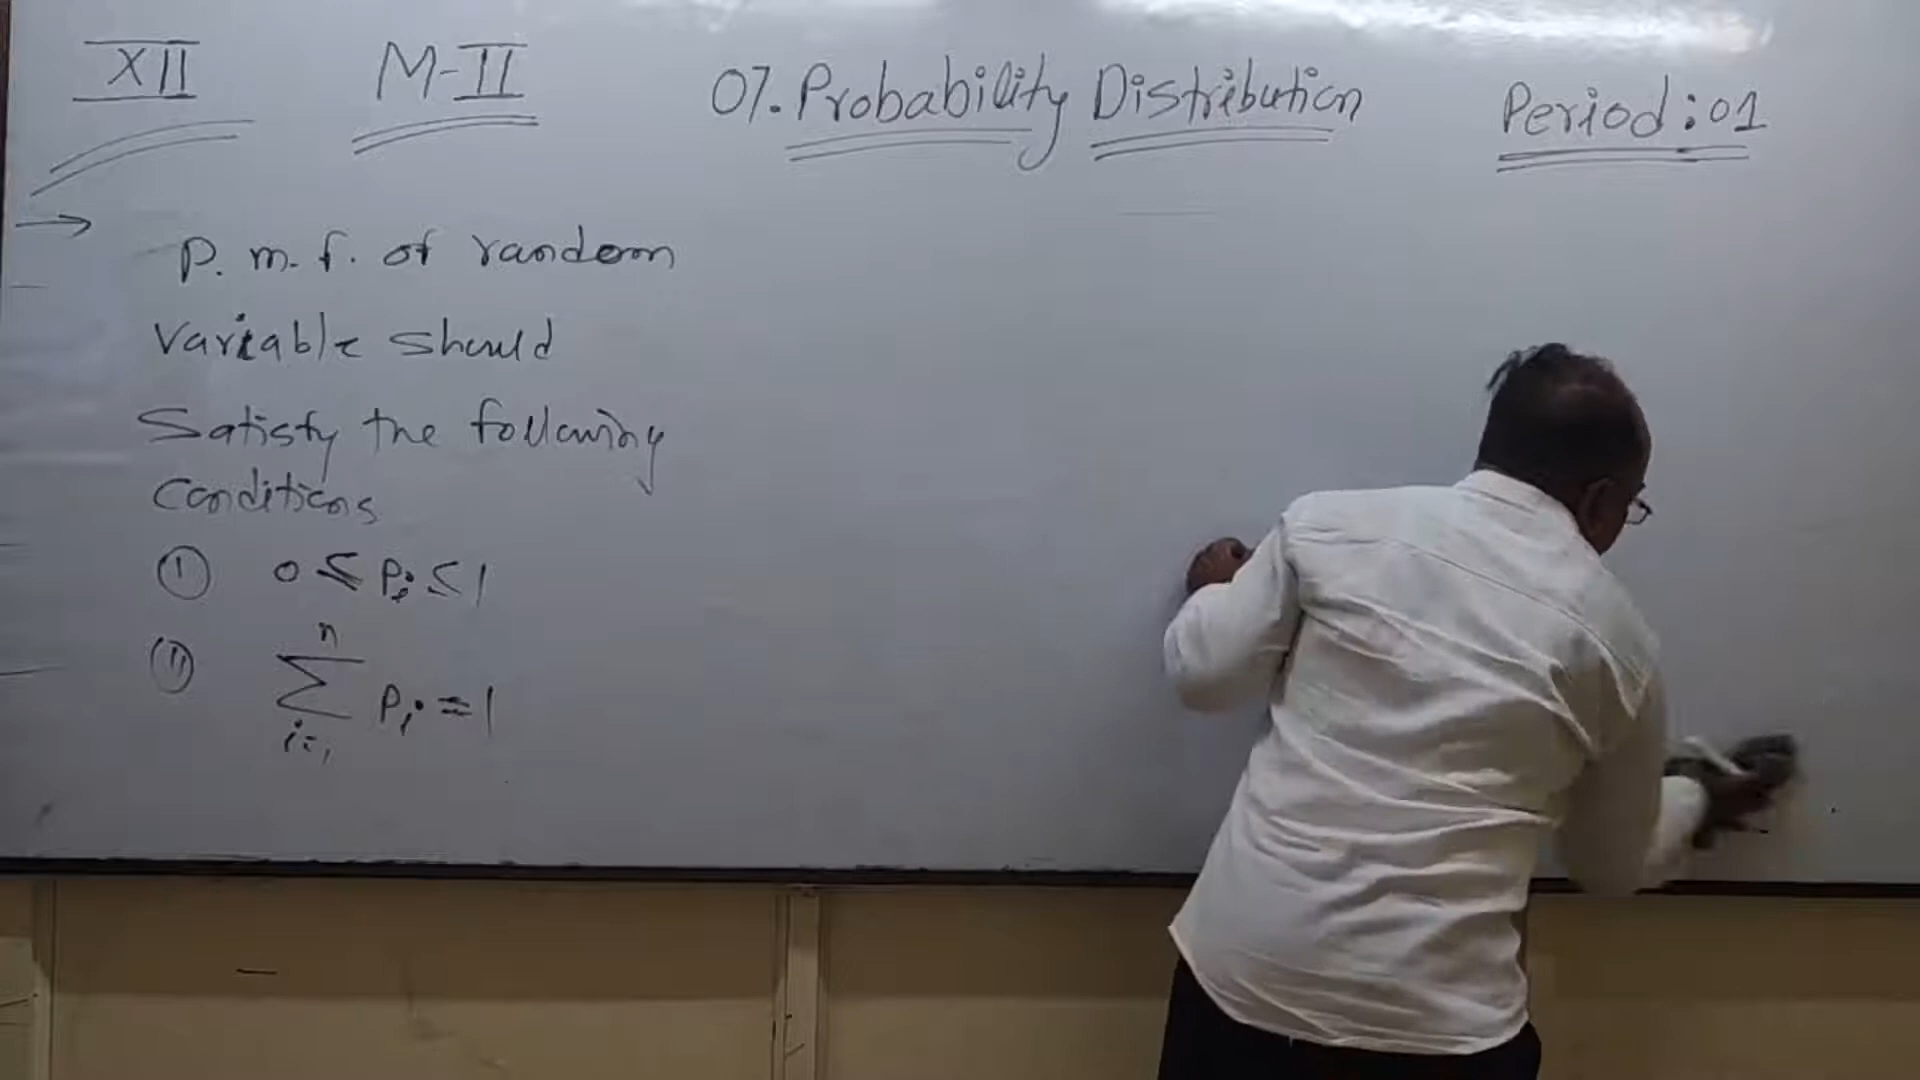 XII M-II 07. Probability Distribution Period : 01
→ P. m. f. of random
variable should
Satisfy the following
Conditions
(i) 0 ≤ Pi ≤ 1
(ii) n∑i=1 Pi = 1